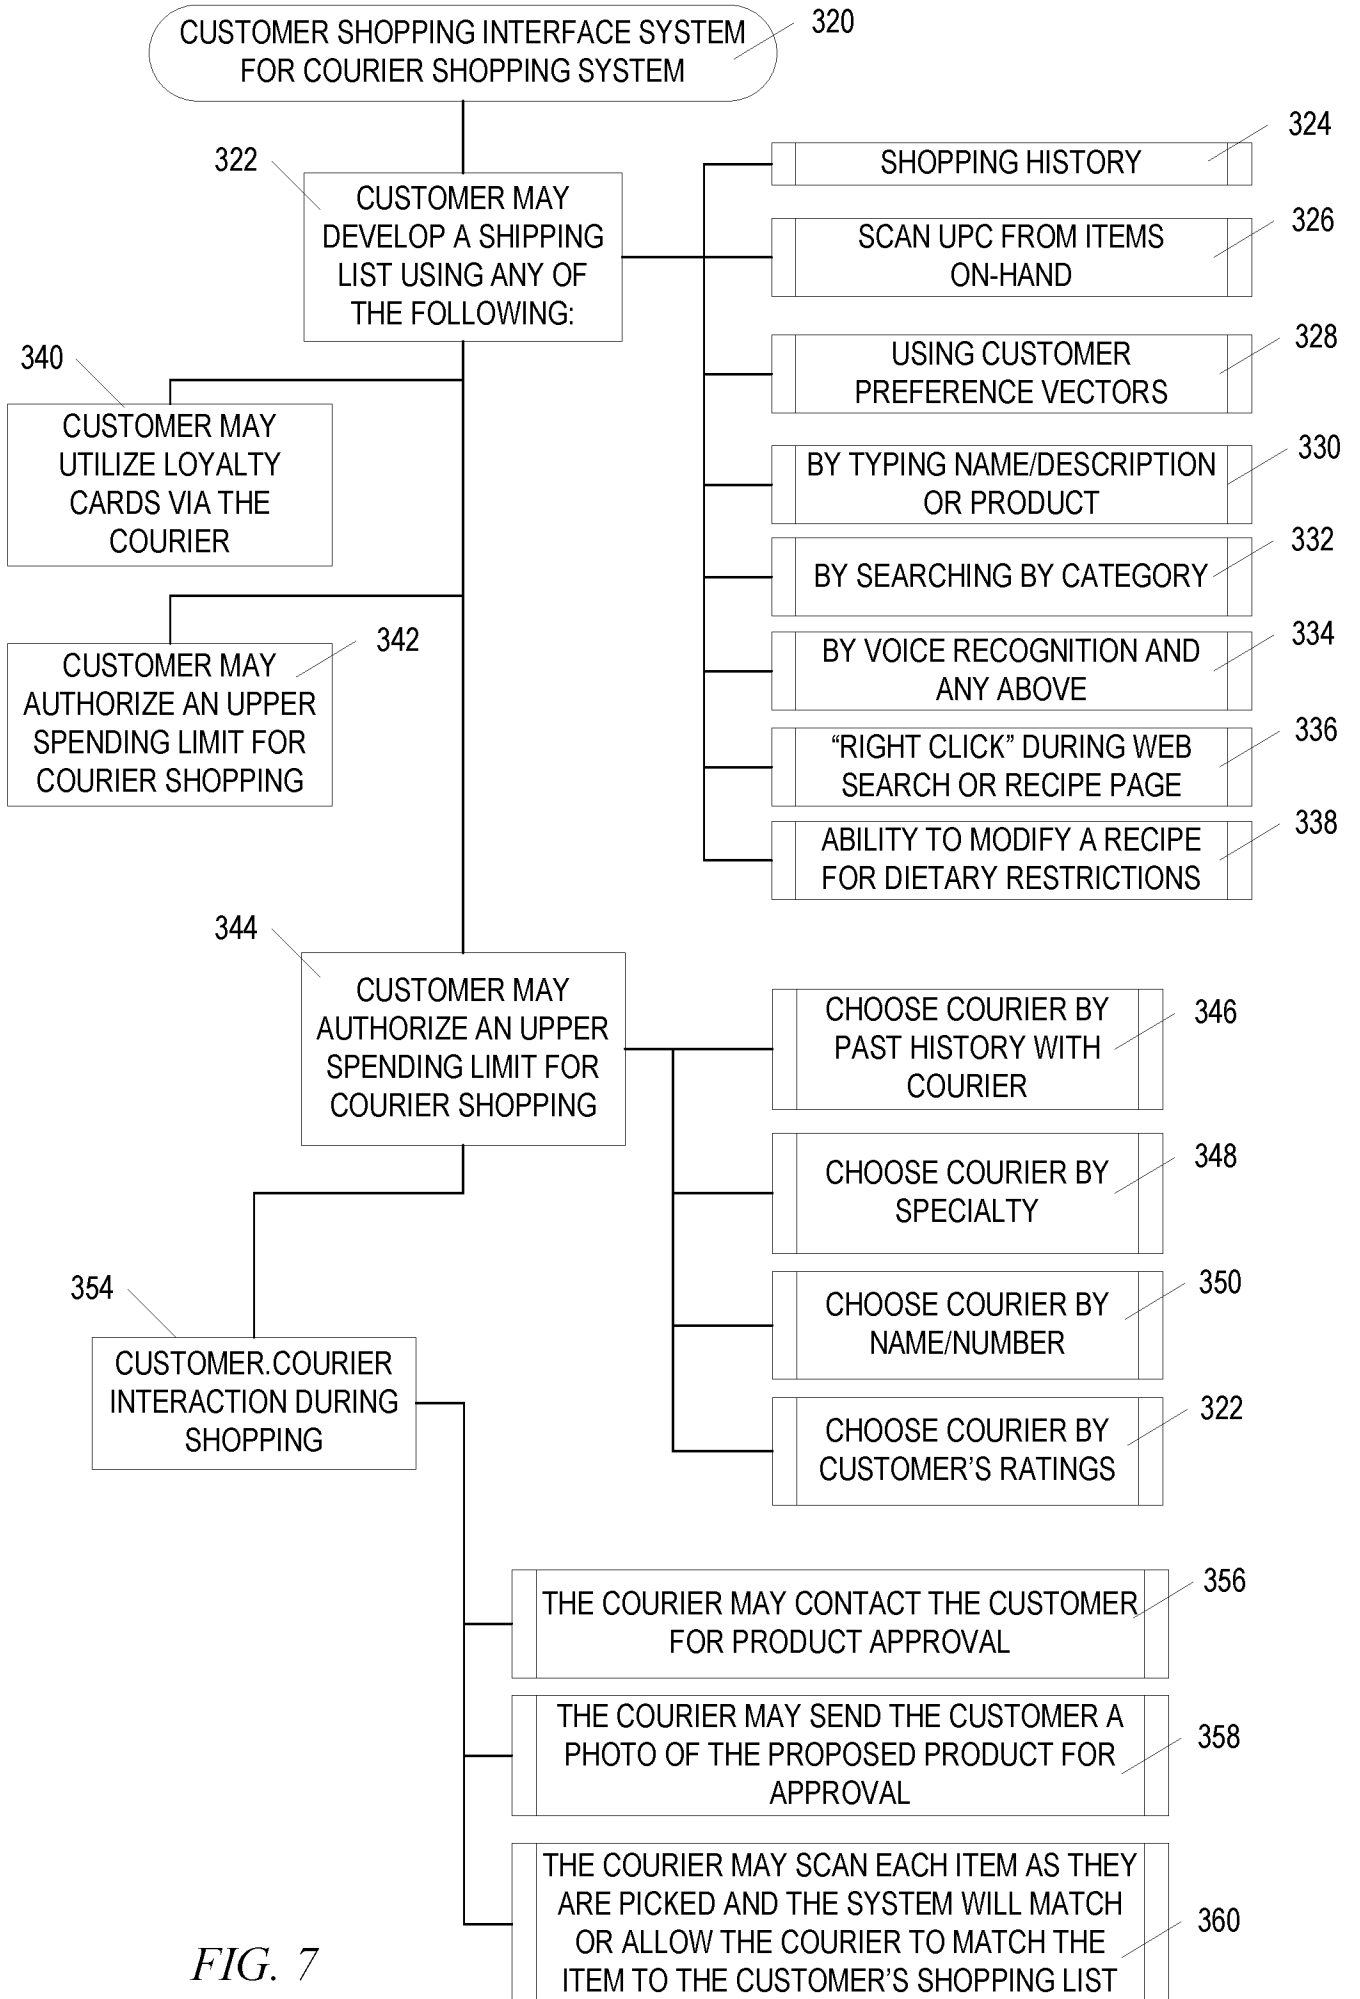 CUSTOMER SHOPPING INTERFACE SYSTEM
FOR COURIER SHOPPING SYSTEM
320
322
CUSTOMER MAY
DEVELOP A SHIPPING
LIST USING ANY OF
THE FOLLOWING:
324
SHOPPING HISTORY
326
SCAN UPC FROM ITEMS
ON-HAND
328
USING CUSTOMER
PREFERENCE VECTORS
330
BY TYPING NAME/DESCRIPTION
OR PRODUCT
332
BY SEARCHING BY CATEGORY
334
BY VOICE RECOGNITION AND
ANY ABOVE
336
“RIGHT CLICK” DURING WEB
SEARCH OR RECIPE PAGE
338
ABILITY TO MODIFY A RECIPE
FOR DIETARY RESTRICTIONS
340
CUSTOMER MAY
UTILIZE LOYALTY
CARDS VIA THE
COURIER
342
CUSTOMER MAY
AUTHORIZE AN UPPER
SPENDING LIMIT FOR
COURIER SHOPPING
344
CUSTOMER MAY
AUTHORIZE AN UPPER
SPENDING LIMIT FOR
COURIER SHOPPING
346
CHOOSE COURIER BY
PAST HISTORY WITH
COURIER
348
CHOOSE COURIER BY
SPECIALTY
350
CHOOSE COURIER BY
NAME/NUMBER
322
CHOOSE COURIER BY
CUSTOMER’S RATINGS
354
CUSTOMER.COURIER
INTERACTION DURING
SHOPPING
356
THE COURIER MAY CONTACT THE CUSTOMER
FOR PRODUCT APPROVAL
358
THE COURIER MAY SEND THE CUSTOMER A
PHOTO OF THE PROPOSED PRODUCT FOR
APPROVAL
360
THE COURIER MAY SCAN EACH ITEM AS THEY
ARE PICKED AND THE SYSTEM WILL MATCH
OR ALLOW THE COURIER TO MATCH THE
ITEM TO THE CUSTOMER’S SHOPPING LIST
FIG. 7